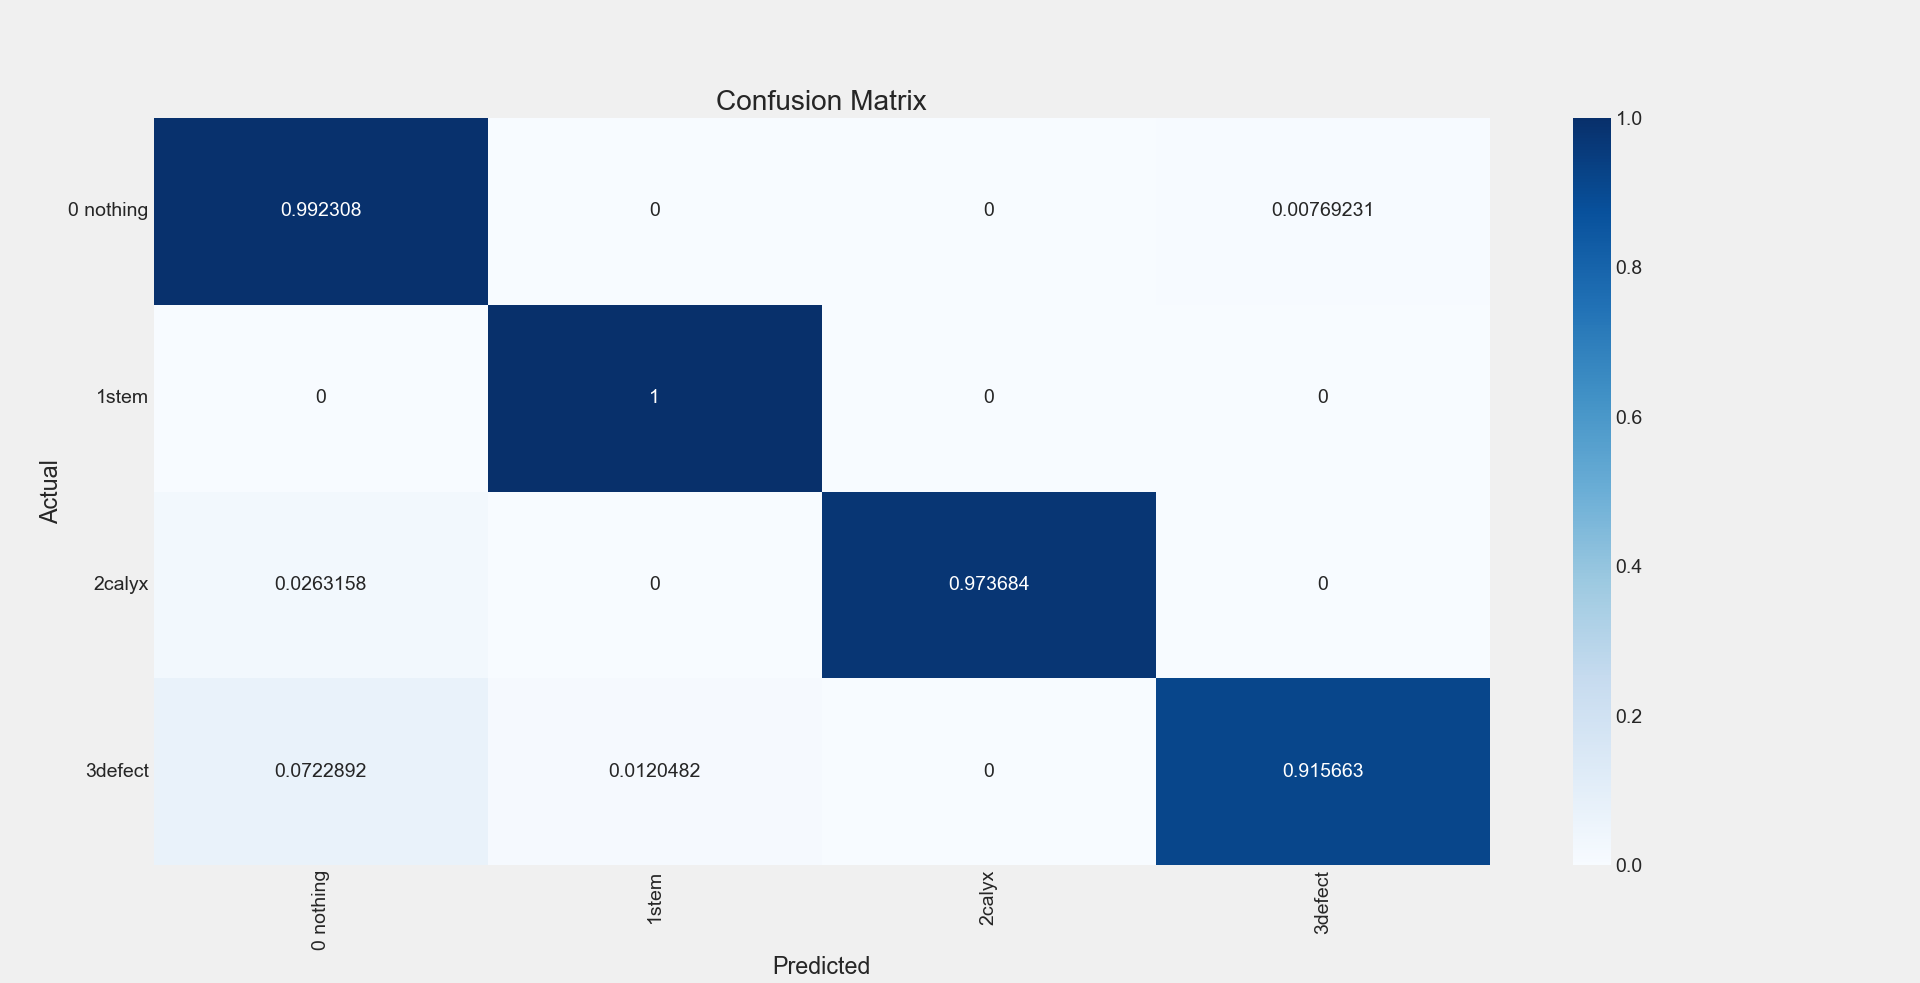 Confusion Matrix
0 nothing 0.992308 0 0 0.00769231
1stem 0 1 0 0
2calyx 0.0263158 0 0.973684 0
3defect 0.0722892 0.0120482 0 0.915663
0 nothing 1stem 2calyx 3defect
Predicted
Actual
1.0
0.8
0.6
0.4
0.2
0.0